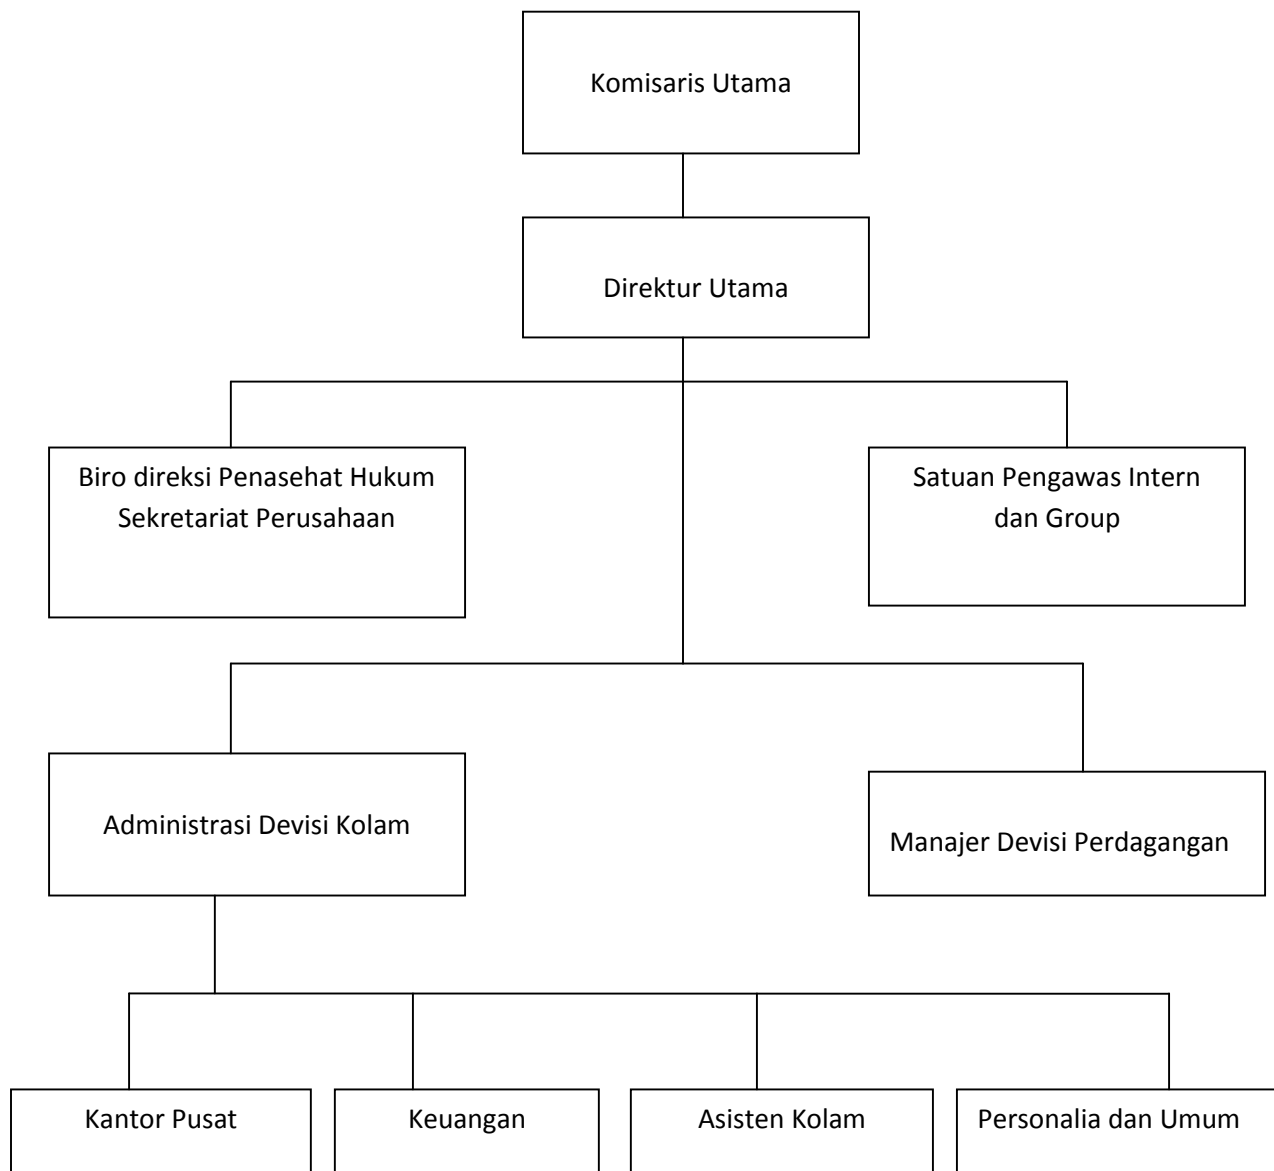 Komisaris Utama
Direktur Utama
Biro direksi Penasehat Hukum
Sekretariat Perusahaan
Satuan Pengawas Intern
dan Group
Administrasi Devisi Kolam
Manajer Devisi Perdagangan
Kantor Pusat
Keuangan
Asisten Kolam
Personalia dan Umum